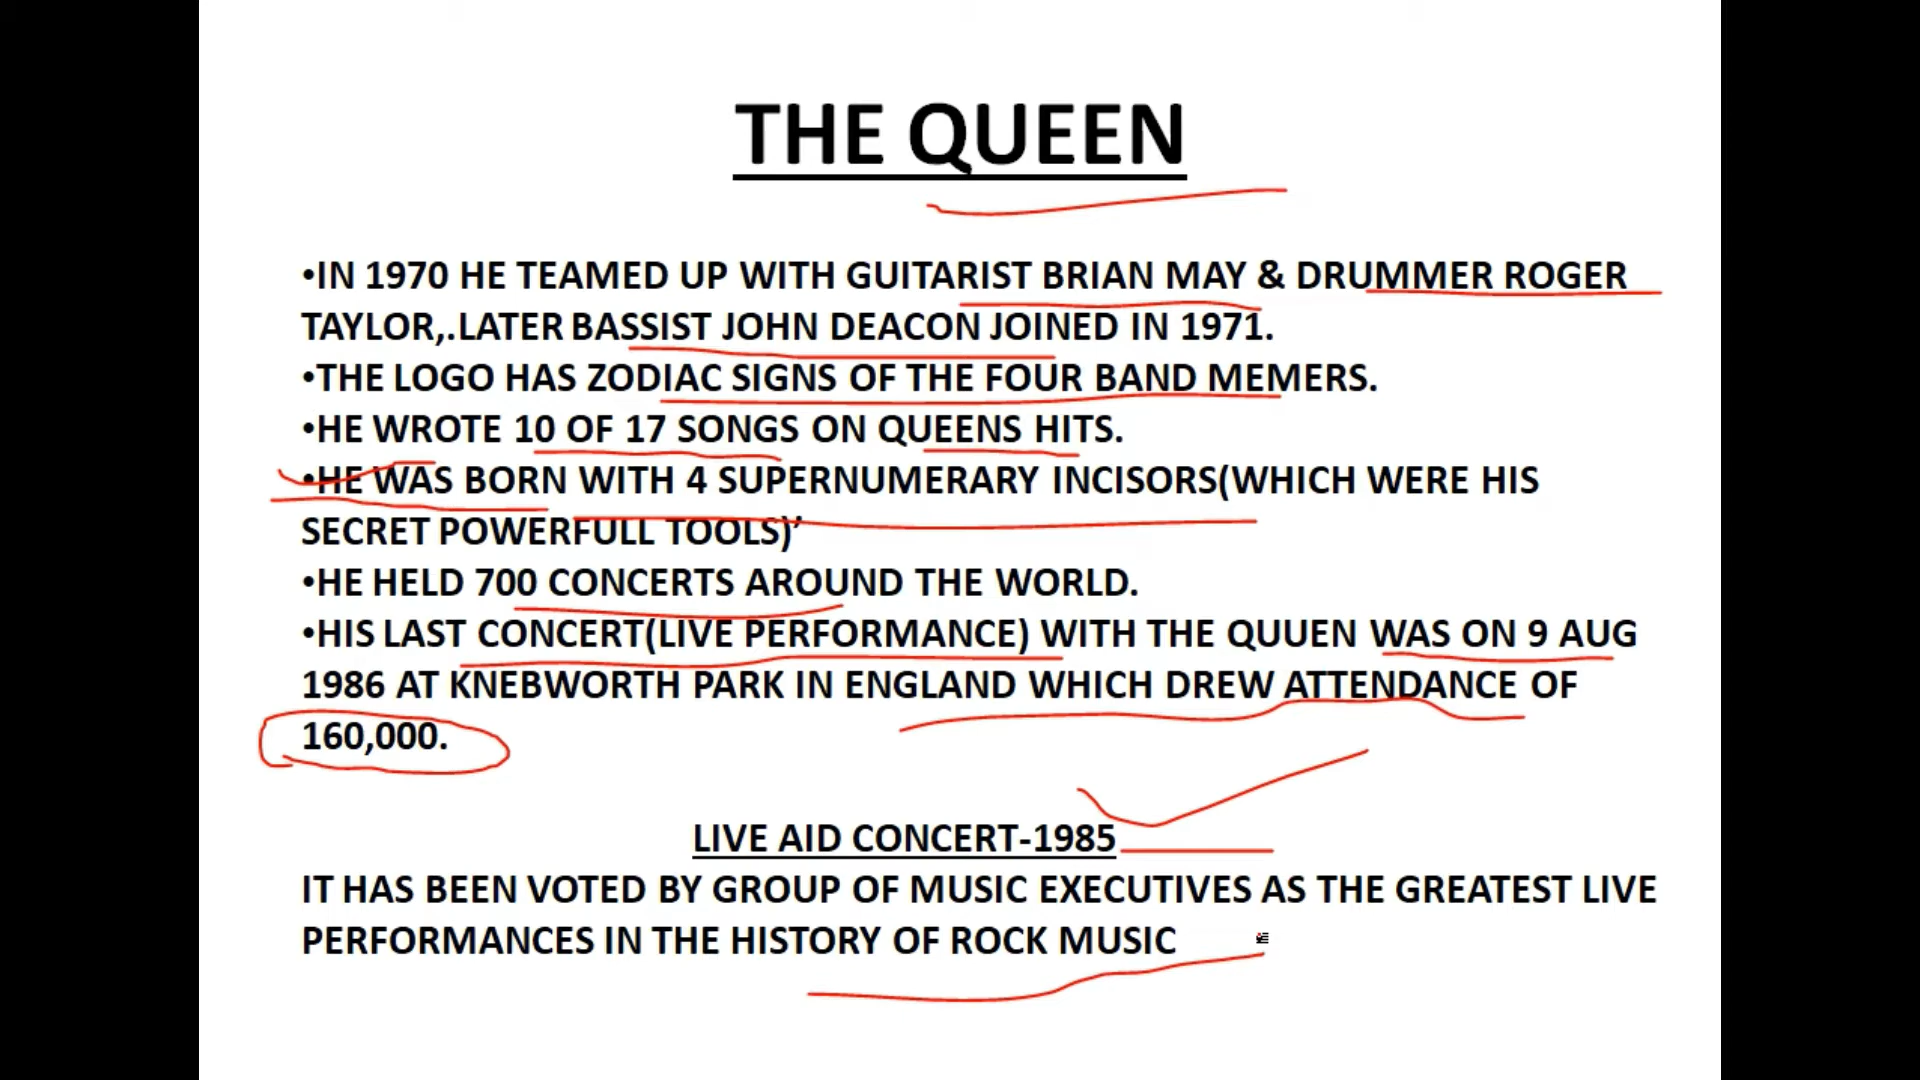 THE QUEEN
•IN 1970 HE TEAMED UP WITH GUITARIST BRIAN MAY & DRUMMER ROGER
TAYLOR,.LATER BASSIST JOHN DEACON JOINED IN 1971.
•THE LOGO HAS ZODIAC SIGNS OF THE FOUR BAND MEMERS.
•HE WROTE 10 OF 17 SONGS ON QUEENS HITS.
•HE WAS BORN WITH 4 SUPERNUMERARY INCISORS(WHICH WERE HIS
SECRET POWERFULL TOOLS)’
•HE HELD 700 CONCERTS AROUND THE WORLD.
•HIS LAST CONCERT(LIVE PERFORMANCE) WITH THE QUUEN WAS ON 9 AUG
1986 AT KNEBWORTH PARK IN ENGLAND WHICH DREW ATTENDANCE OF
160,000.
LIVE AID CONCERT-1985
IT HAS BEEN VOTED BY GROUP OF MUSIC EXECUTIVES AS THE GREATEST LIVE
PERFORMANCES IN THE HISTORY OF ROCK MUSIC